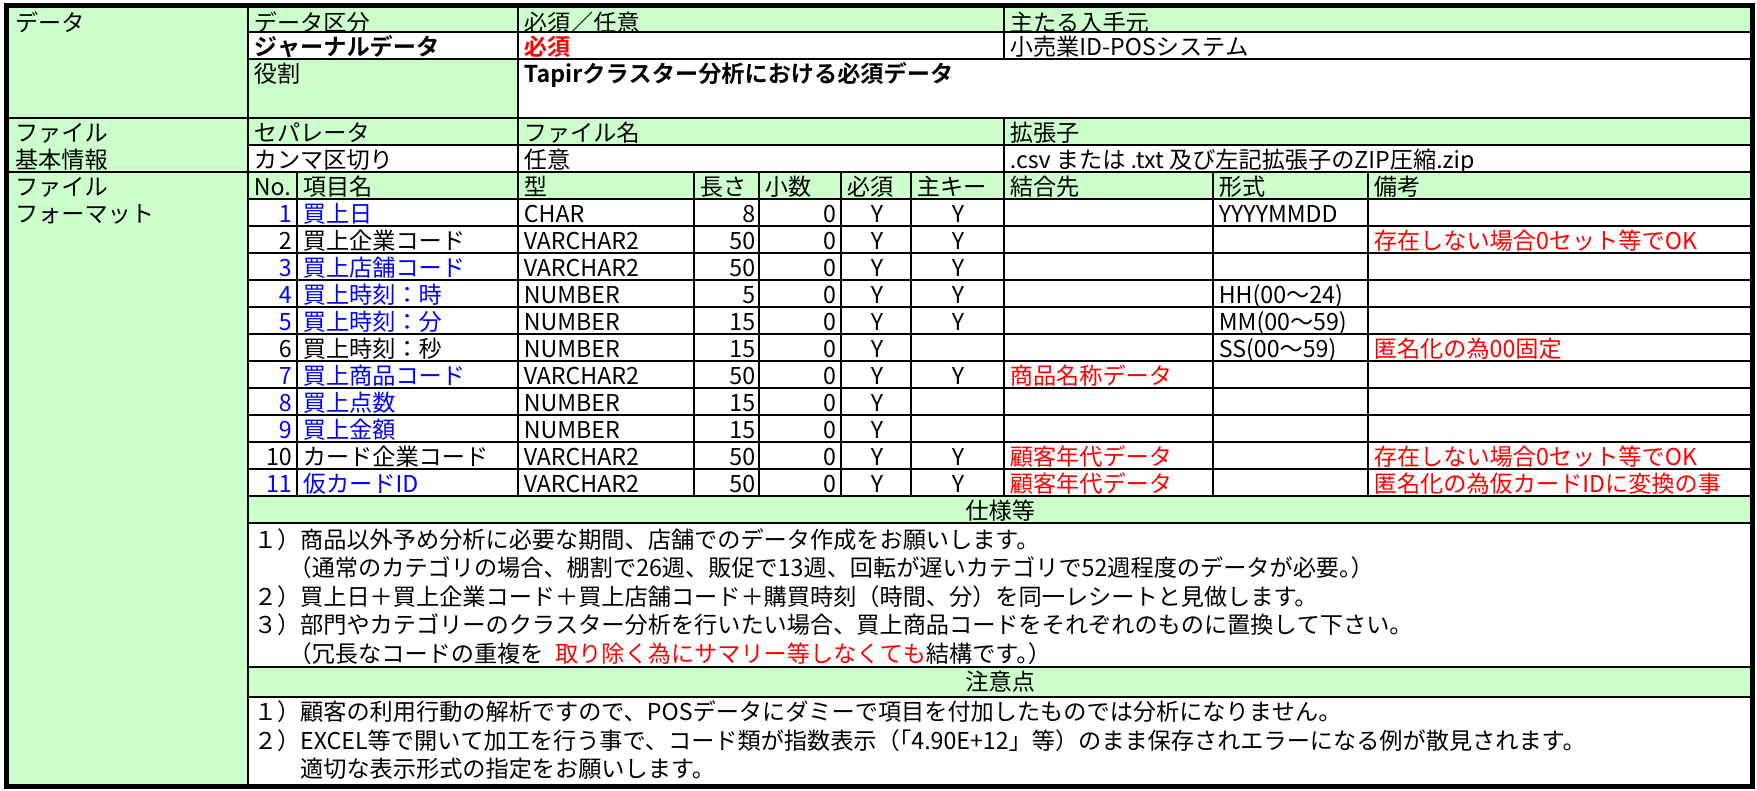 データ データ区分 必須／任意 主たる入手元
ジャーナルデータ 必須 小売業ID-POSシステム
役割 Tapirクラスター分析における必須データ
ファイル セパレータ ファイル名 拡張子
基本情報 カンマ区切り 任意 .csv または .txt 及び左記拡張子のZIP圧縮.zip
ファイル No. 項目名 型 長さ 小数 必須 主キー 結合先 形式 備考
フォーマット 1 買上日 CHAR 8 0 Y Y YYYYMMDD
2 買上企業コード VARCHAR2 50 0 Y Y 存在しない場合0セット等でOK
3 買上店舗コード VARCHAR2 50 0 Y Y
4 買上時刻：時 NUMBER 5 0 Y Y HH(00～24)
5 買上時刻：分 NUMBER 15 0 Y Y MM(00～59)
6 買上時刻：秒 NUMBER 15 0 Y SS(00～59) 匿名化の為00固定
7 買上商品コード VARCHAR2 50 0 Y Y 商品名称データ
8 買上点数 NUMBER 15 0 Y
9 買上金額 NUMBER 15 0 Y
10 カード企業コード VARCHAR2 50 0 Y Y 顧客年代データ 存在しない場合0セット等でOK
11 仮カードID VARCHAR2 50 0 Y Y 顧客年代データ 匿名化の為仮カードIDに変換の事
仕様等
１）商品以外予め分析に必要な期間、店舗でのデータ作成をお願いします。
（通常のカテゴリの場合、棚割で26週、販促で13週、回転が遅いカテゴリで52週程度のデータが必要。）
２）買上日＋買上企業コード＋買上店舗コード＋購買時刻（時間、分）を同一レシートと見做します。
３）部門やカテゴリーのクラスター分析を行いたい場合、買上商品コードをそれぞれのものに置換して下さい。
（冗長なコードの重複を 取り除く為にサマリー等しなくても結構です。）
注意点
１）顧客の利用行動の解析ですので、POSデータにダミーで項目を付加したものでは分析になりません。
２）EXCEL等で開いて加工を行う事で、コード類が指数表示（「4.90E+12」等）のまま保存されエラーになる例が散見されます。
適切な表示形式の指定をお願いします。